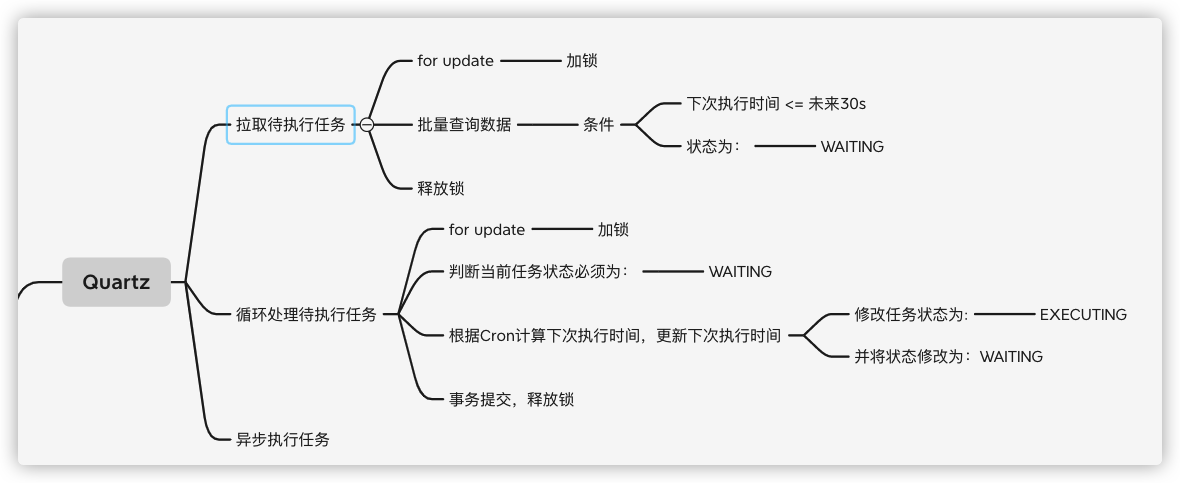 Quartz
拉取待执行任务
for update
加锁
批量查询数据
条件
下次执行时间 <= 未来30s
状态为：
WAITING
释放锁
循环处理待执行任务
for update
加锁
判断当前任务状态必须为：
WAITING
根据Cron计算下次执行时间，更新下次执行时间
修改任务状态为:
EXECUTING
并将状态修改为：WAITING
事务提交，释放锁
异步执行任务